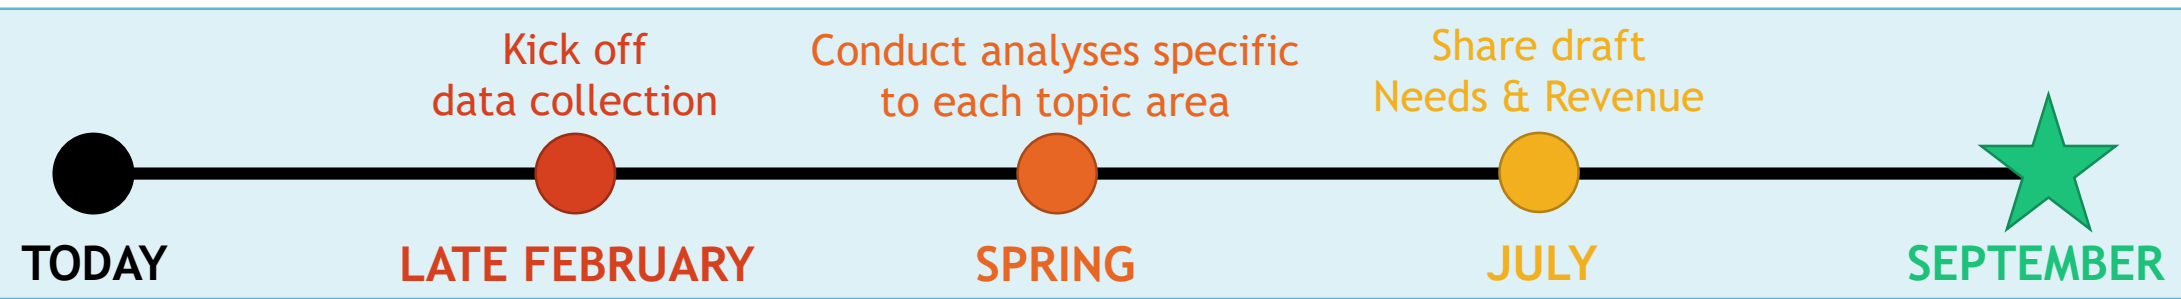 Kick off
data collection
Conduct analyses specific
to each topic area
Share draft
Needs & Revenue
TODAY
LATE FEBRUARY
SPRING
JULY
SEPTEMBER